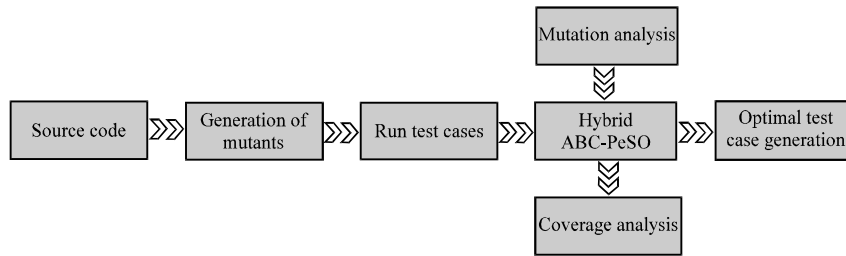 Mutation analysis
Source code
Generation of
mutants
Run test cases
Hybrid
ABC-PeSO
Optimal test
case generation
Coverage analysis